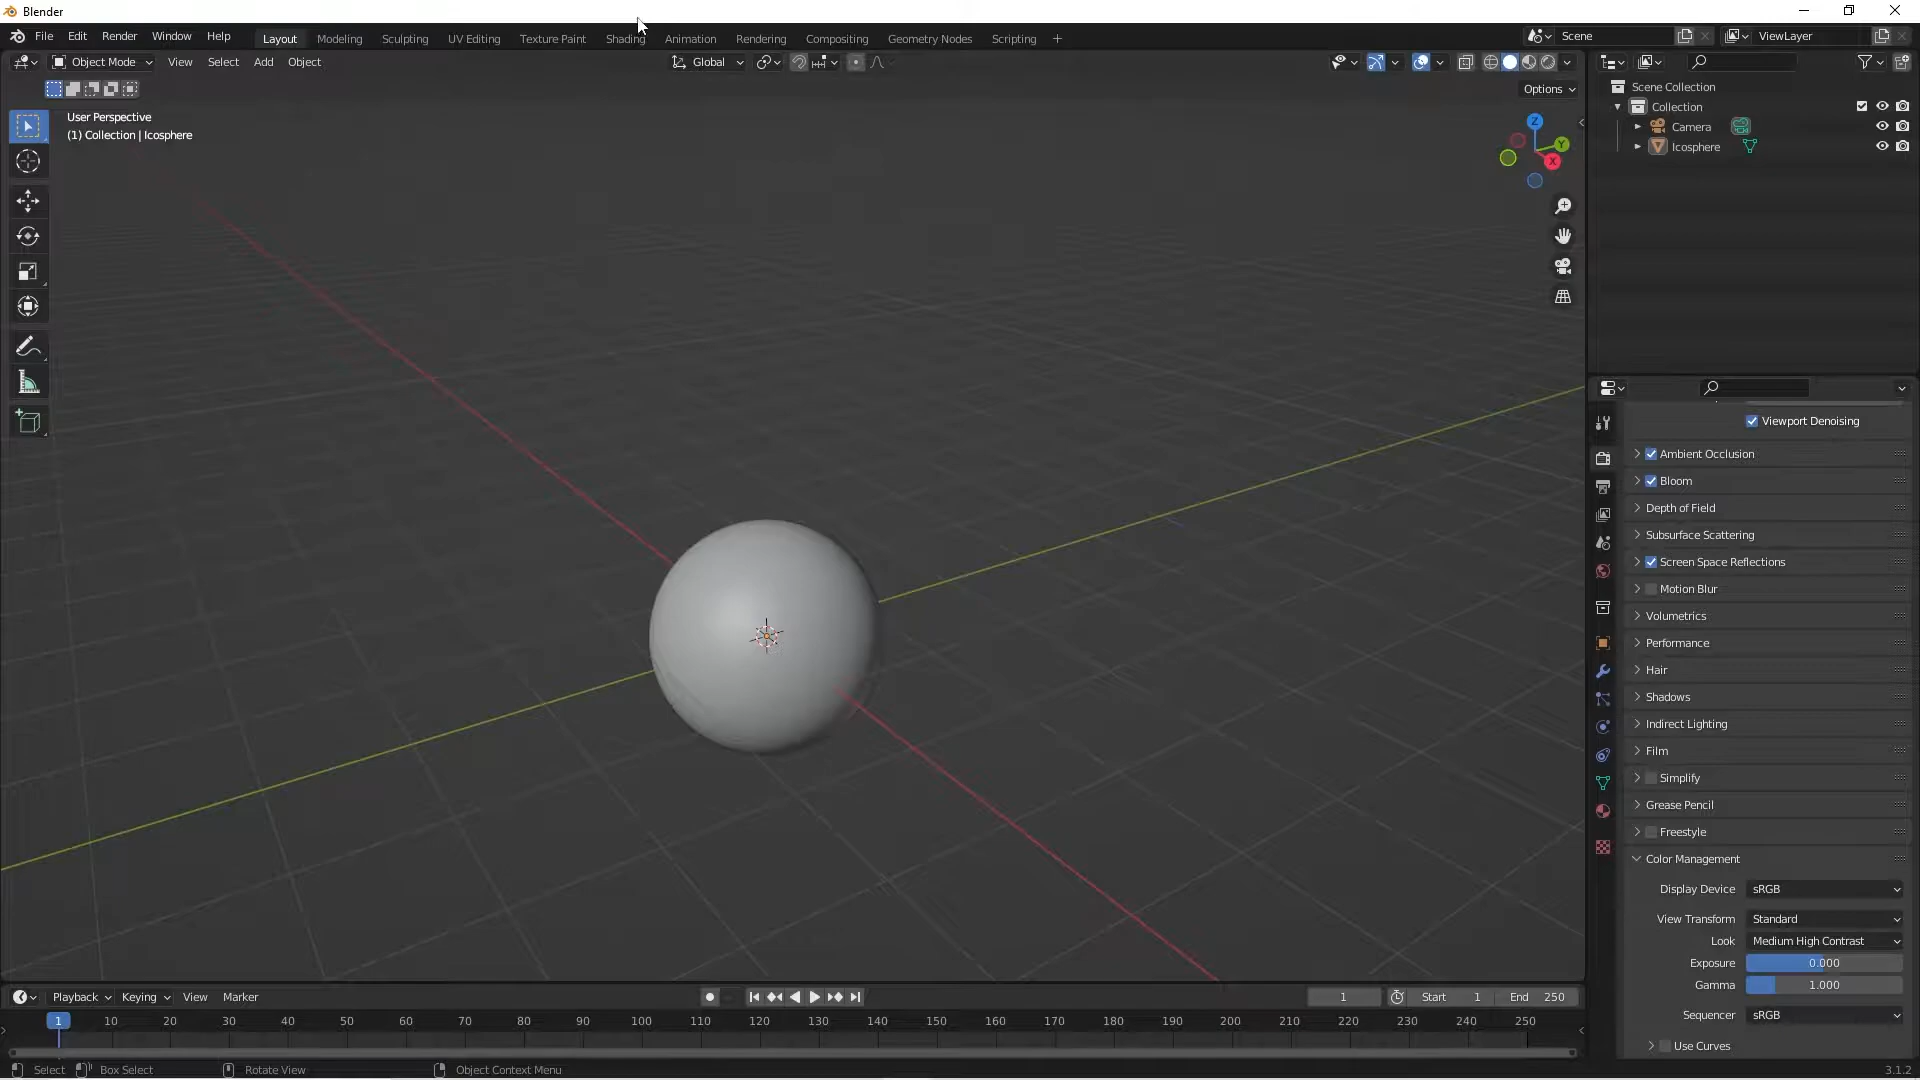 Blender
File Edit Render Window Help Layout Modeling Sculpting UV Editing Texture Paint Shading Animation Rendering Compositing Geometry Nodes Scripting + Scene ViewLayer
Object Mode View Select Add Object Global
Options
User Perspective
(1) Collection | Icosphere
Z
Y
X
Scene Collection
Collection
Camera
Icosphere
Viewport Denoising
Ambient Occlusion
Bloom
Depth of Field
Subsurface Scattering
Screen Space Reflections
Motion Blur
Volumetrics
Performance
Hair
Shadows
Indirect Lighting
Film
Simplify
Grease Pencil
Freestyle
Color Management
Display Device sRGB
View Transform Standard
Look Medium High Contrast
Exposure 0.000
Gamma 1.000
Sequencer sRGB
Use Curves
Playback Keying View Marker 1 Start 1 End 250
1 10 20 30 40 50 60 70 80 90 100 110 120 130 140 150 160 170 180 190 200 210 220 230 240 250
Select Box Select Rotate View Object Context Menu 3.1.2